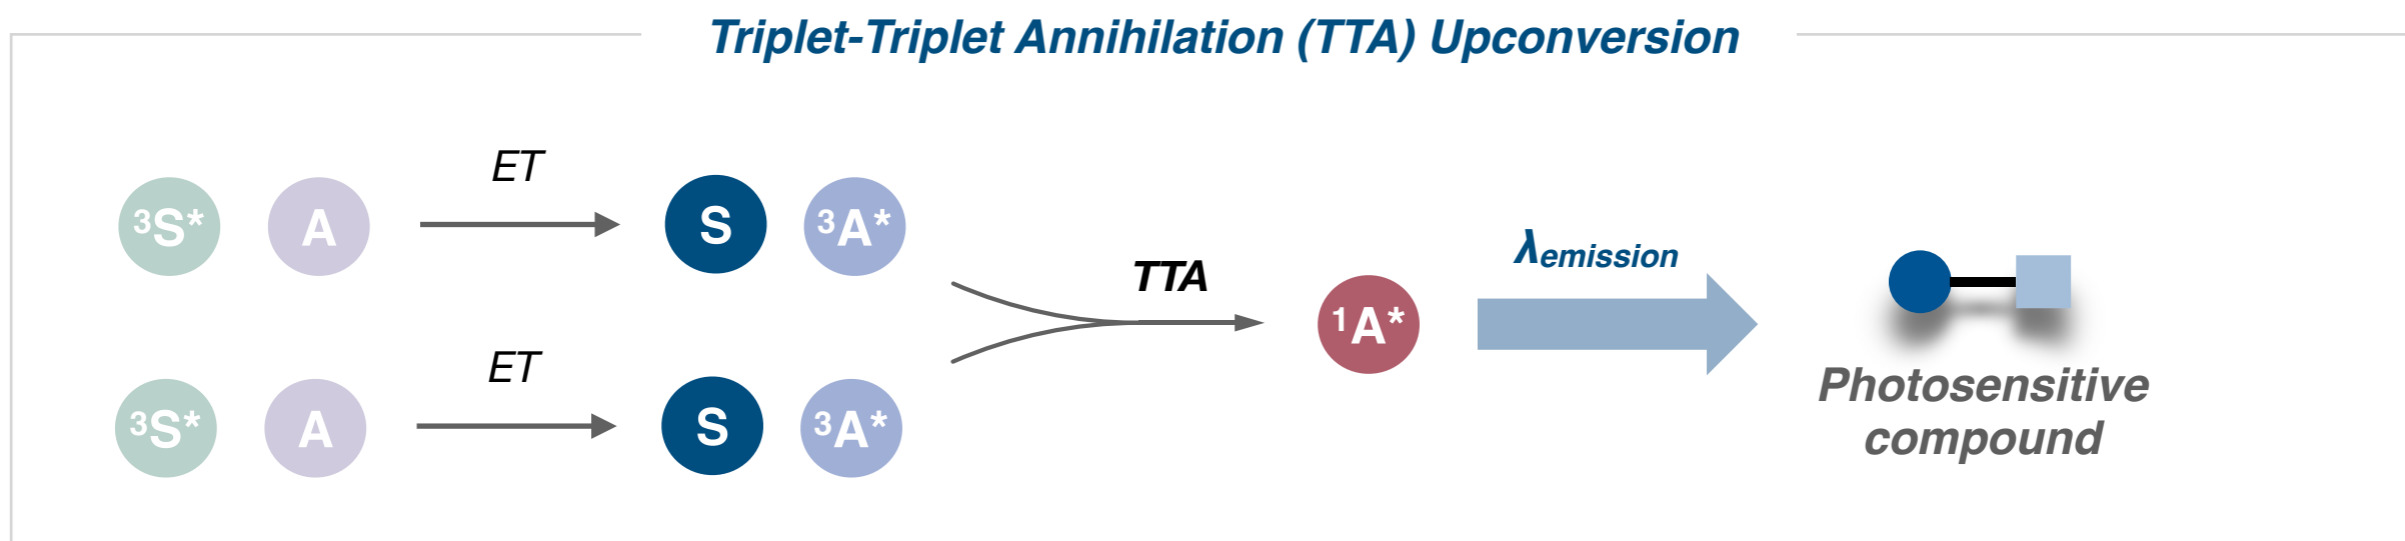 Triplet-Triplet Annihilation (TTA) Upconversion
³S* A ET S ³A*
TTA ¹A* λemission
³S* A ET S ³A*
Photosensitive
compound